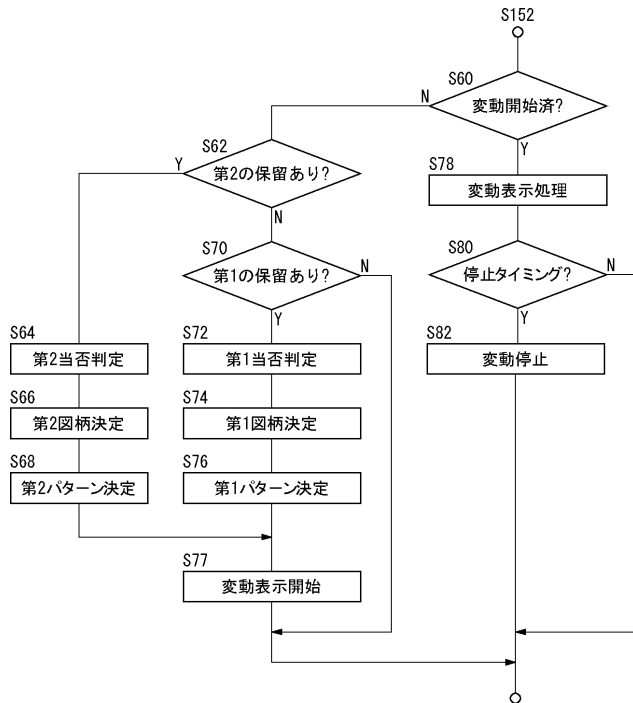 S152
S60
変動開始済?
N
Y
S62
第2の保留あり?
Y
N
S78
変動表示処理
S70
第1の保留あり?
N
Y
S80
停止タイミング?
N
Y
S64
第2当否判定
S72
第1当否判定
S82
変動停止
S66
第2図柄決定
S74
第1図柄決定
S68
第2パターン決定
S76
第1パターン決定
S77
変動表示開始